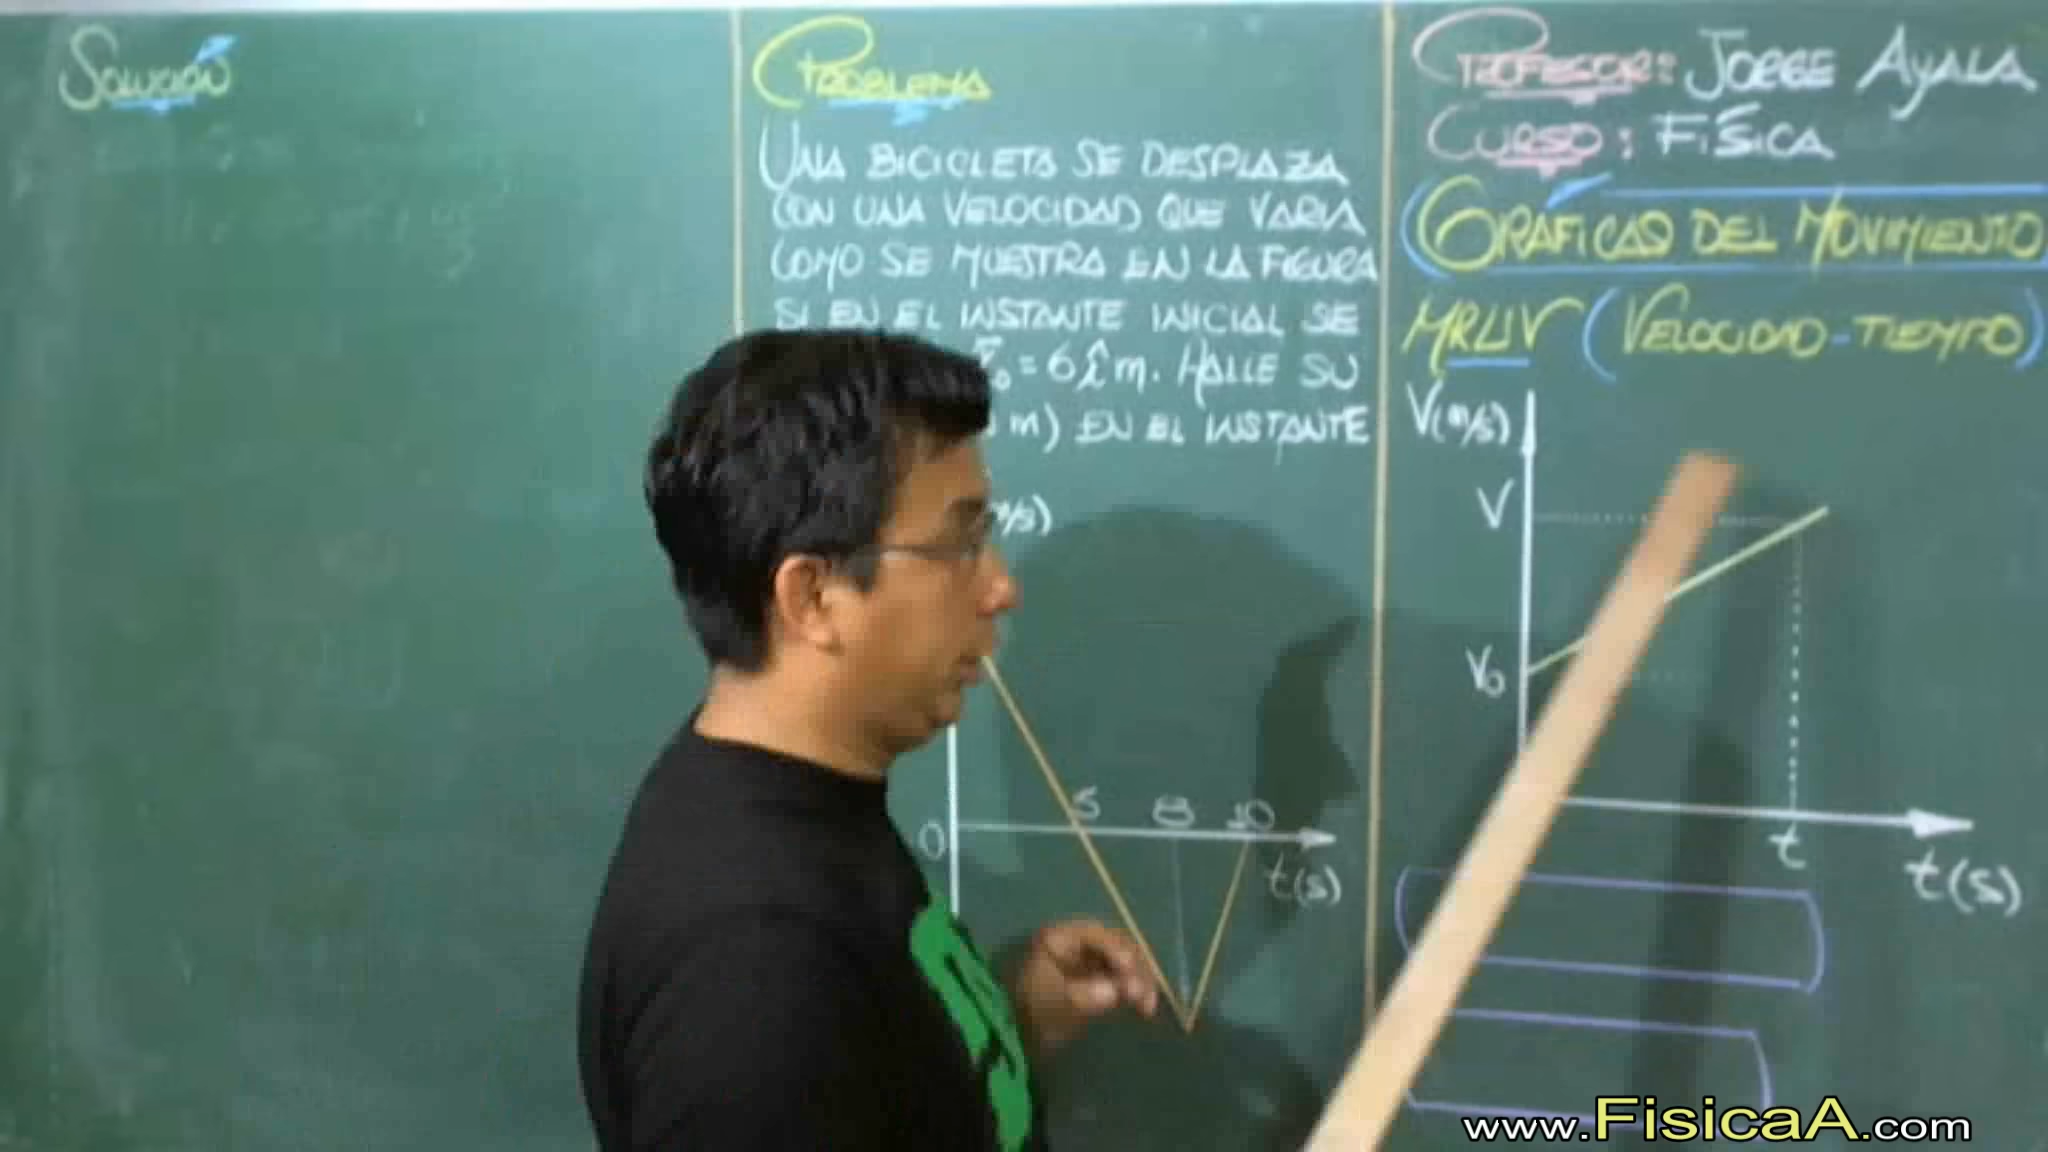 SOLUCIÓN
PROBLEMA
UNA BICICLETA SE DESPLAZA
CON UNA VELOCIDAD QUE VARIA
COMO SE MUESTRA EN LA FIGURA
SI EN EL INSTANTE INICIAL SE
₀ = 6 î m. HALLE SU
m) EN EL INSTANTE
/s)
0
5
8
10
t(s)
PROFESOR: JORGE AYALA
CURSO: FÍSICA
GRÁFICAS DEL MOVIMIENTO
MRUV (VELOCIDAD-TIEMPO)
V(m/s)
V
V₀
t
t(s)
www.FisicaA.com